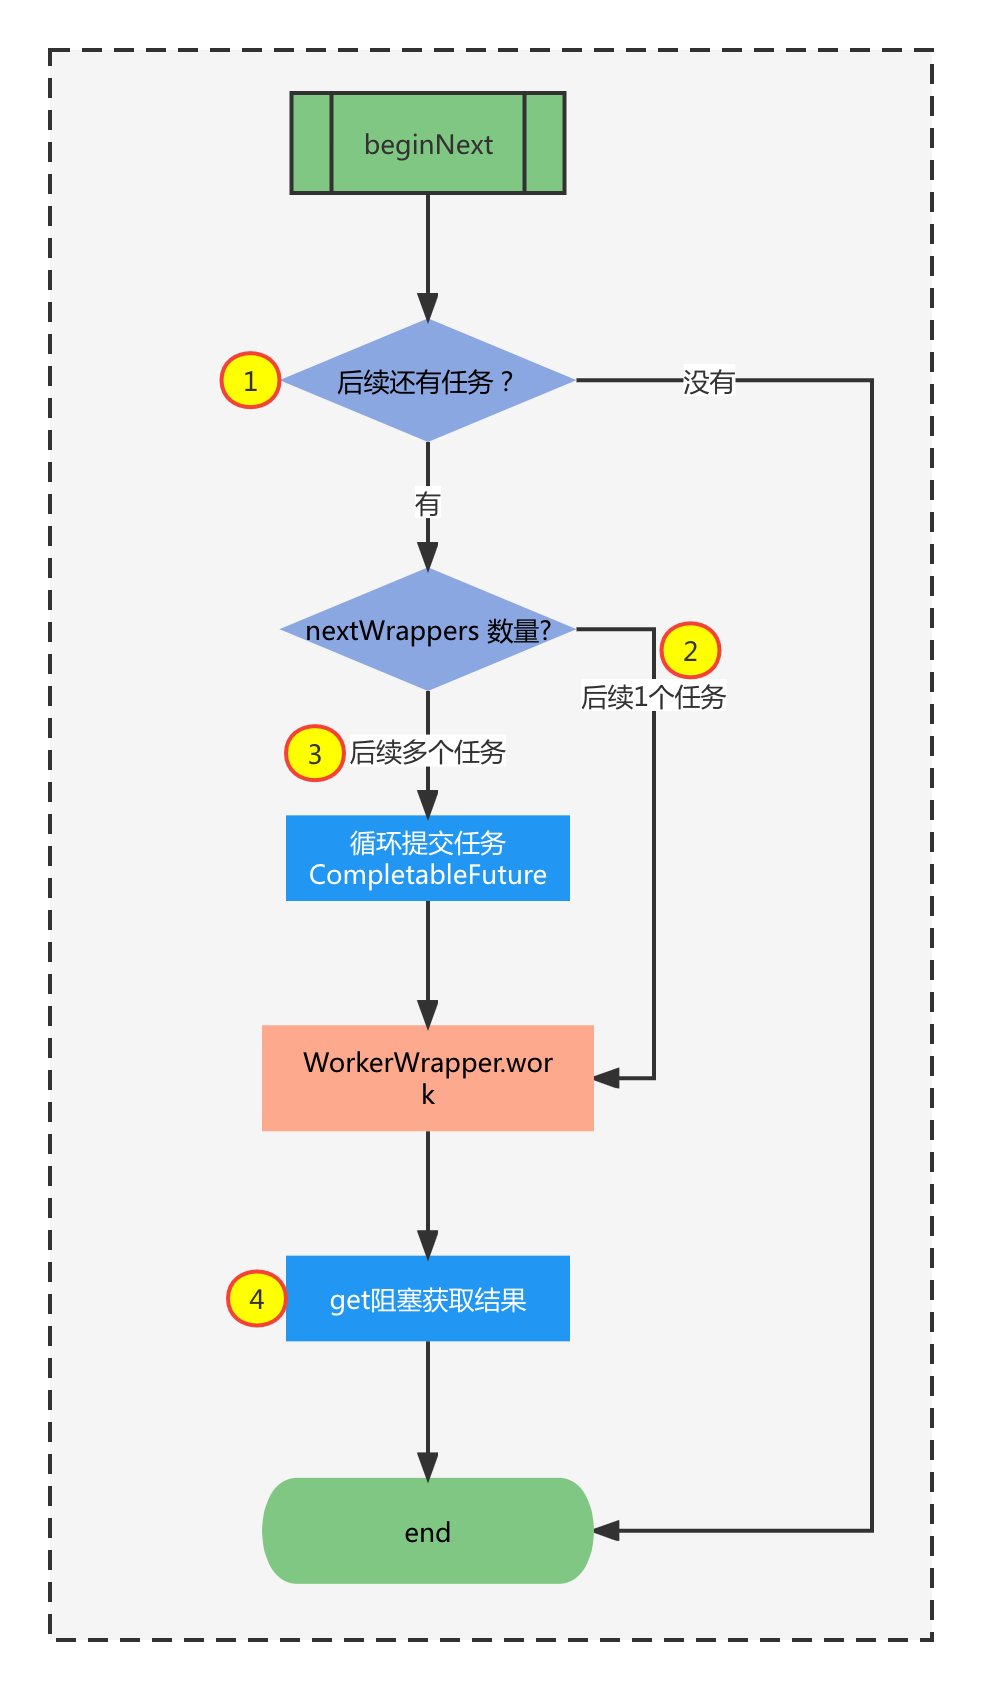 beginNext
1
后续还有任务？
没有
有
nextWrappers 数量?
2
后续1个任务
3
后续多个任务
循环提交任务
CompletableFuture
WorkerWrapper.wor
k
4
get阻塞获取结果
end